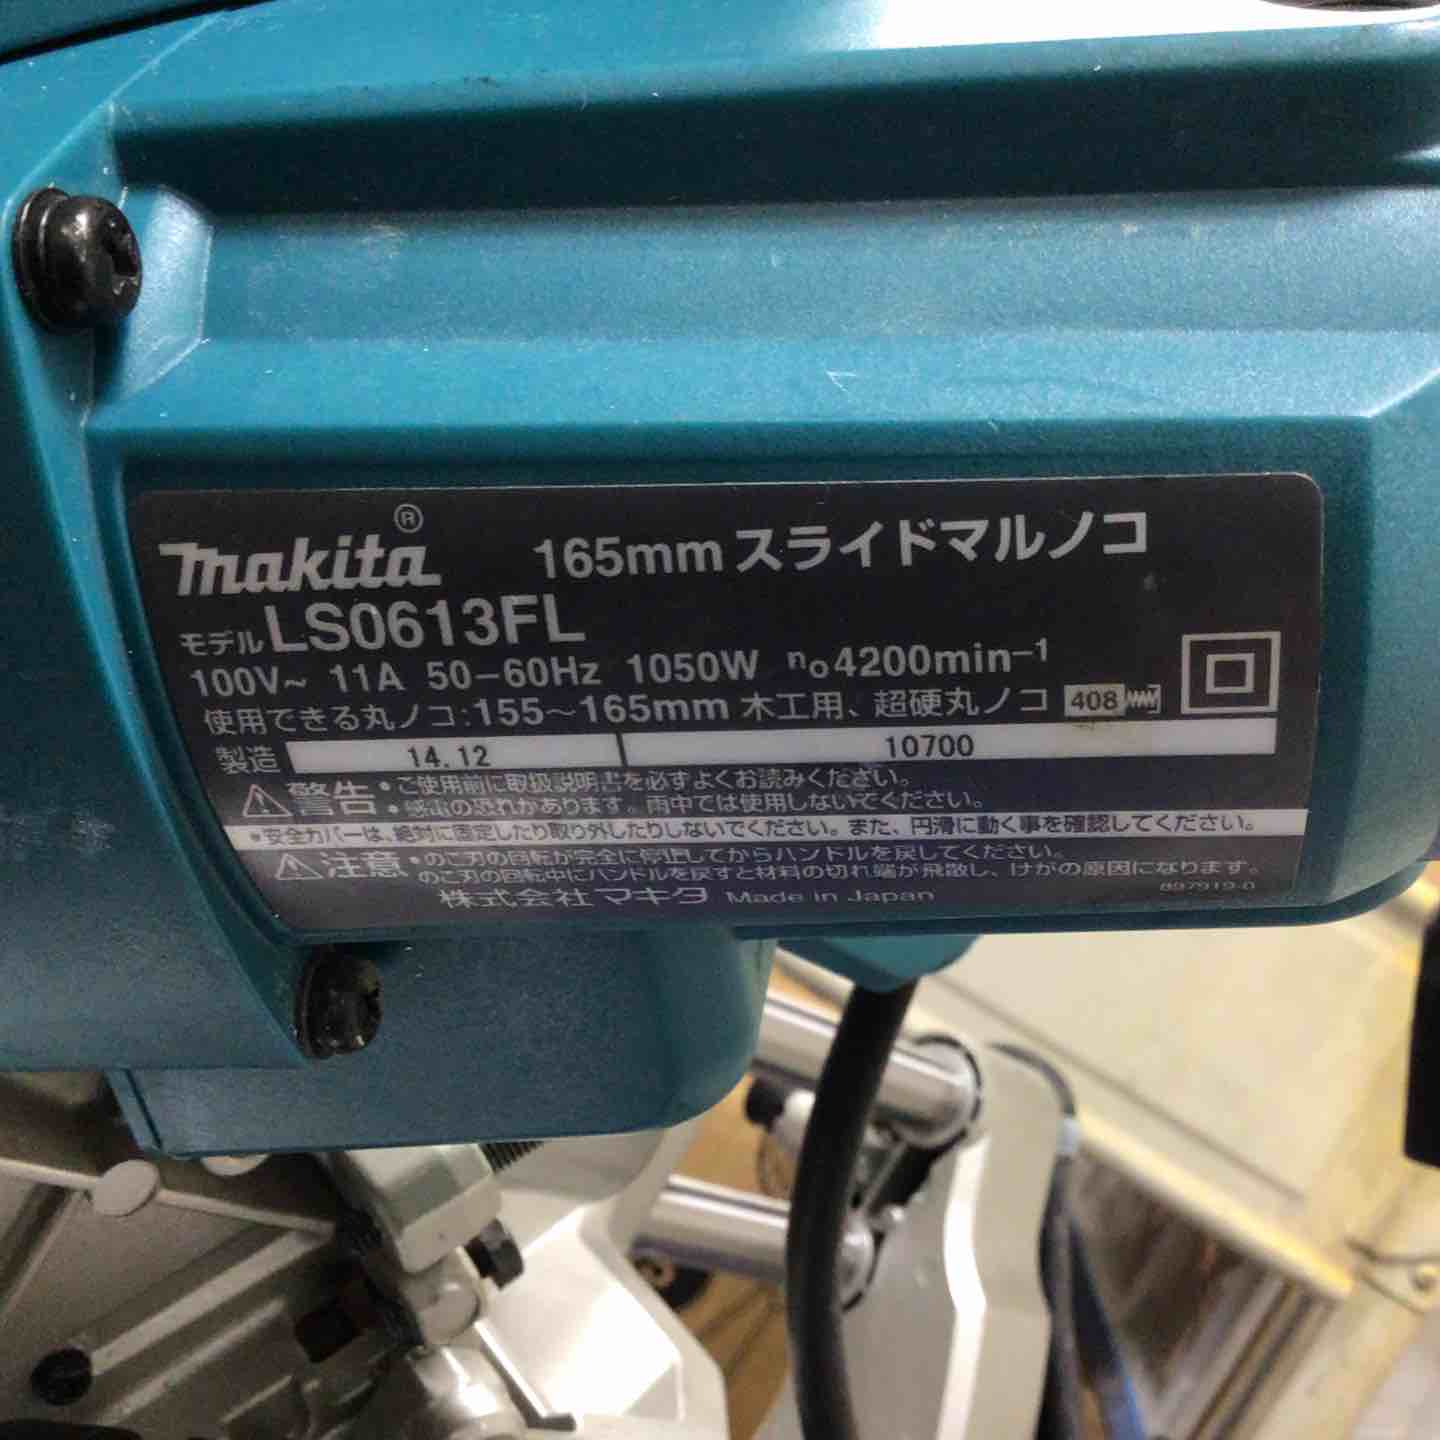 makita®
165mm スライドマルノコ
モデル LS0613FL
100V~ 11A 50-60Hz 1050W n₀4200min⁻¹
使用できる丸ノコ:155~165mm 木工用、超硬丸ノコ 408
製造 14.12 10700
警告 •ご使用前に取扱説明書を必ずよくお読みください。
•感電の恐れがあります。雨中では使用しないでください。
•安全カバーは、絶対に固定したり取り外したりしないでください。また、円滑に動く事を確認してください。
注意 •のこ刃の回転が完全に停止してからハンドルを戻してください。
のこ刃の回転中にハンドルを戻すと材料の切れ端が飛散し、けがの原因になります。
株式会社 マキタ Made in Japan
897919-0